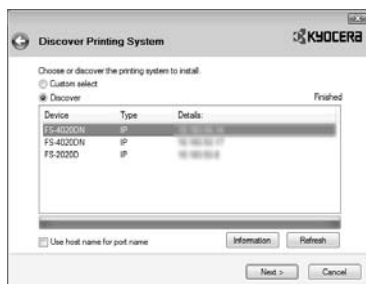 Discover Printing System
KYOCERA
Choose or discover the printing system to install.
Custom select
Discover
Finished
Device Type Details:
FS-4020DN IP
FS-4020DN IP
FS-2020D IP
Use host name for port name
Information
Refresh
Next >
Cancel